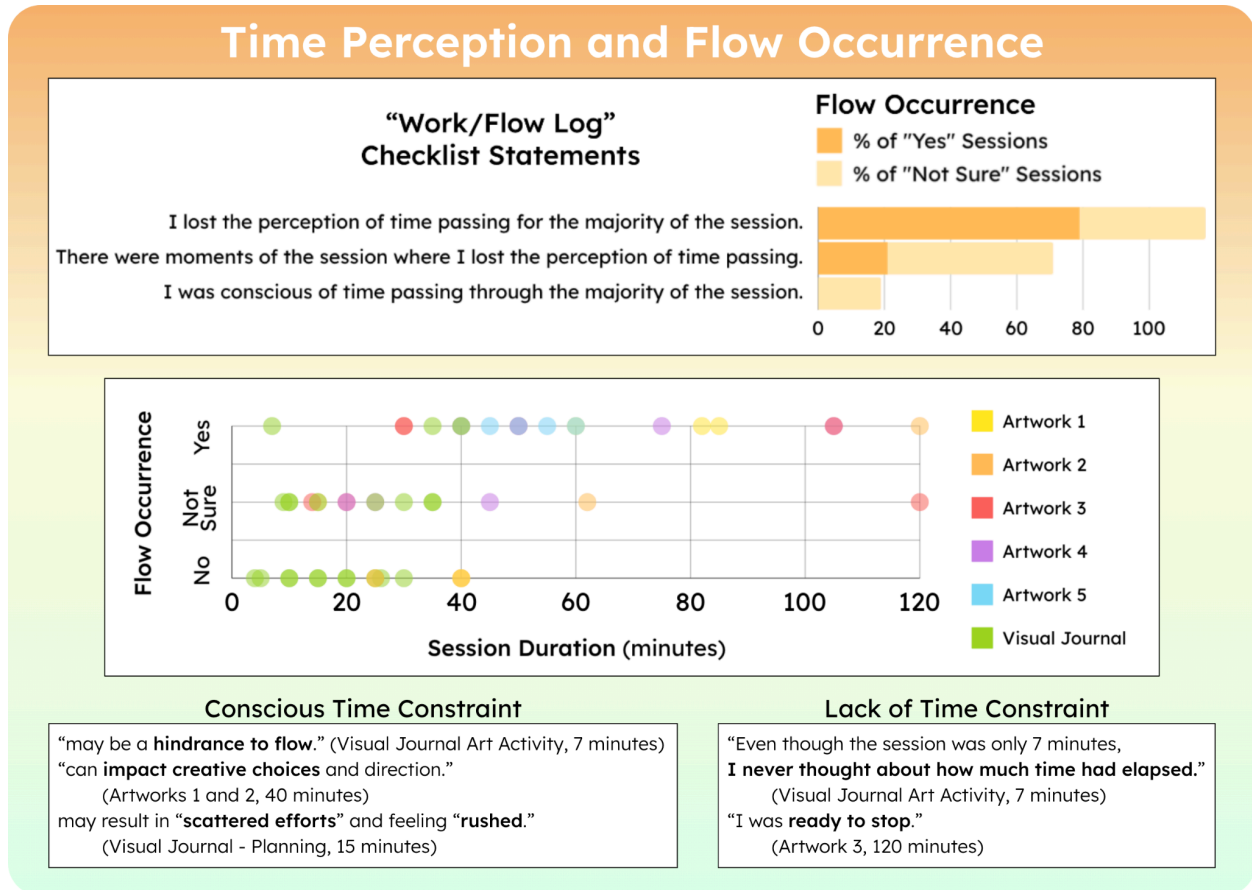 Time Perception and Flow Occurrence
“Work/Flow Log”
Checklist Statements
Flow Occurrence
% of "Yes" Sessions
% of "Not Sure" Sessions
I lost the perception of time passing for the majority of the session.
There were moments of the session where I lost the perception of time passing.
I was conscious of time passing through the majority of the session.
0 20 40 60 80 100
Flow Occurrence
Yes
Not
Sure
No
0 20 40 60 80 100 120
Session Duration (minutes)
Artwork 1
Artwork 2
Artwork 3
Artwork 4
Artwork 5
Visual Journal
Conscious Time Constraint
“may be a hindrance to flow.” (Visual Journal Art Activity, 7 minutes)
“can impact creative choices and direction.”
(Artworks 1 and 2, 40 minutes)
may result in “scattered efforts” and feeling “rushed.”
(Visual Journal - Planning, 15 minutes)
Lack of Time Constraint
“Even though the session was only 7 minutes,
I never thought about how much time had elapsed.”
(Visual Journal Art Activity, 7 minutes)
“I was ready to stop.”
(Artwork 3, 120 minutes)